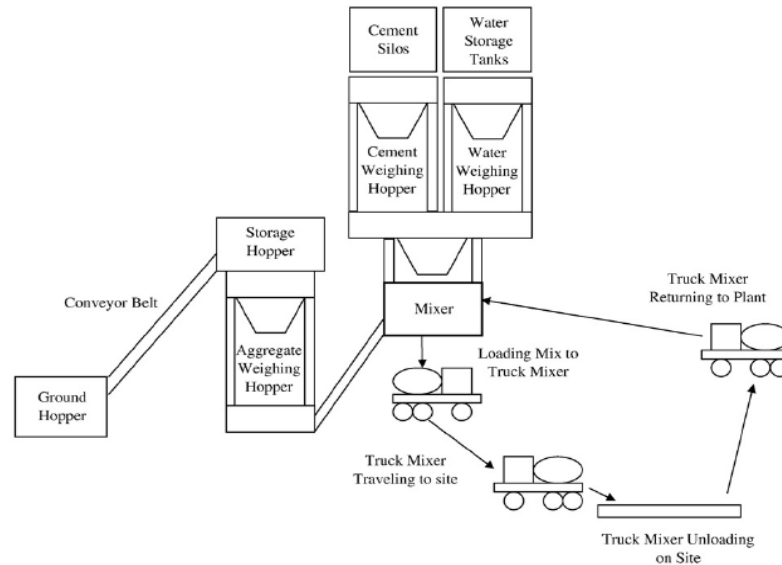 Cement
Silos
Water
Storage
Tanks
Cement
Weighing
Hopper
Water
Weighing
Hopper
Storage
Hopper
Conveyor Belt
Aggregate
Weighing
Hopper
Ground
Hopper
Mixer
Truck Mixer
Returning to Plant
Loading Mix to
Truck Mixer
Truck Mixer
Traveling to site
Truck Mixer Unloading
on Site